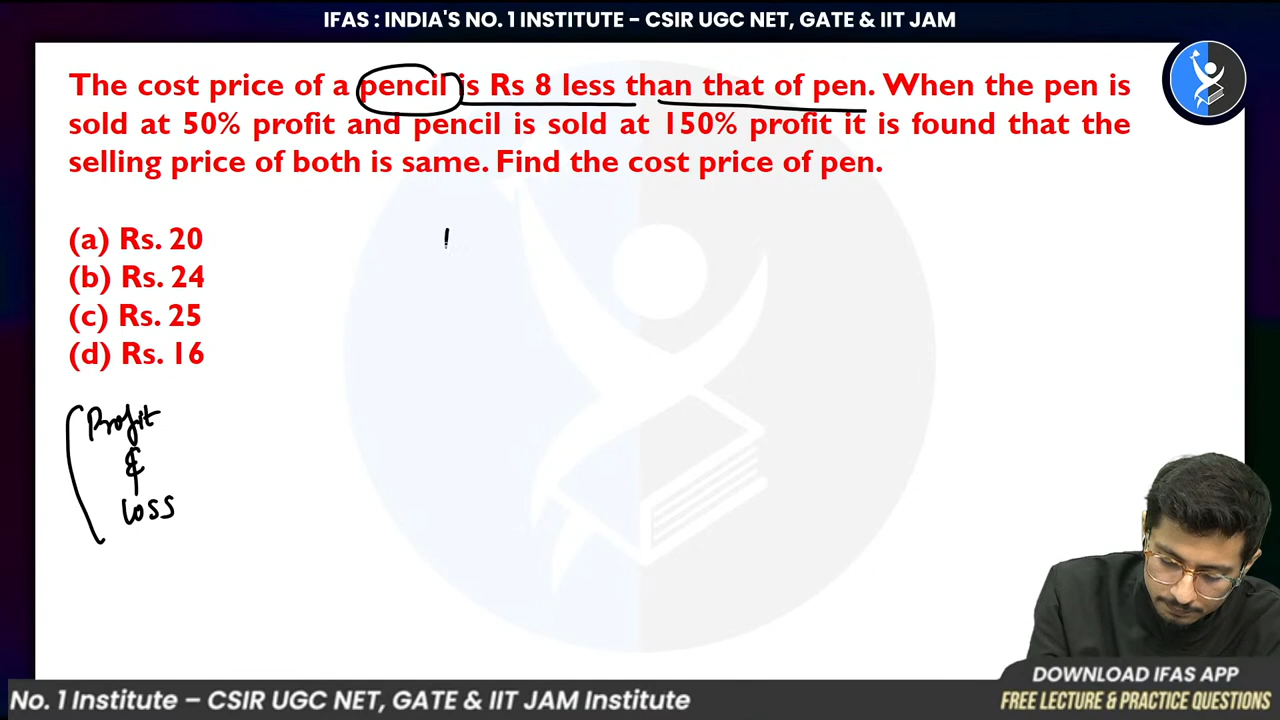 IFAS : INDIA'S NO. 1 INSTITUTE – CSIR UGC NET, GATE & IIT JAM
The cost price of a pencil is Rs 8 less than that of pen. When the pen is
sold at 50% profit and pencil is sold at 150% profit it is found that the
selling price of both is same. Find the cost price of pen.
(a) Rs. 20
(b) Rs. 24
(c) Rs. 25
(d) Rs. 16
Profit
&
Loss
DOWNLOAD IFAS APP
FREE LECTURE & PRACTICE QUESTIONS
No. 1 Institute – CSIR UGC NET, GATE & IIT JAM Institute